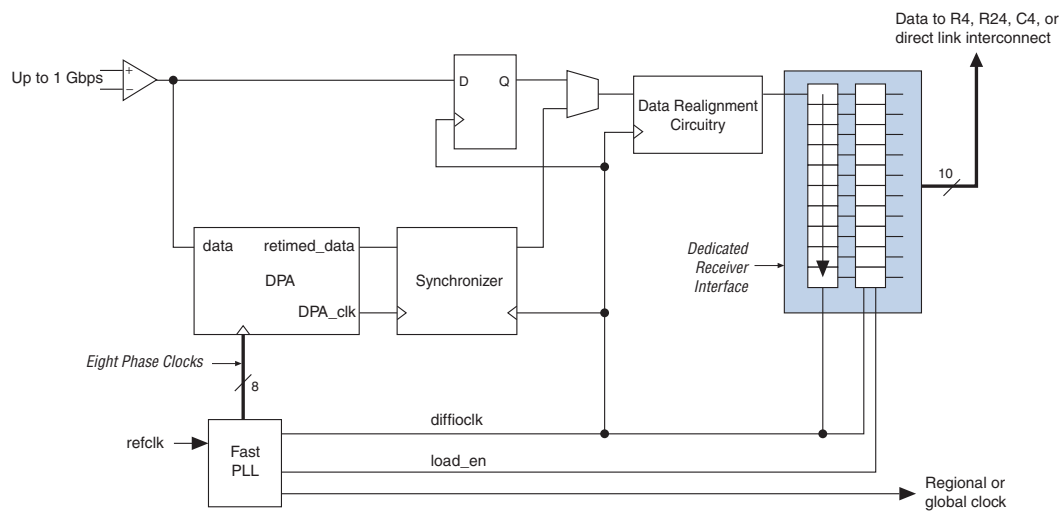 Data to R4, R24, C4, or
direct link interconnect
Up to 1 Gbps
+
–
D Q
Data Realignment
Circuitry
10
data retimed_data
DPA
DPA_clk
Synchronizer
Dedicated
Receiver
Interface
Eight Phase Clocks
8
refclk
Fast
PLL
diffioclk
load_en
Regional or
global clock